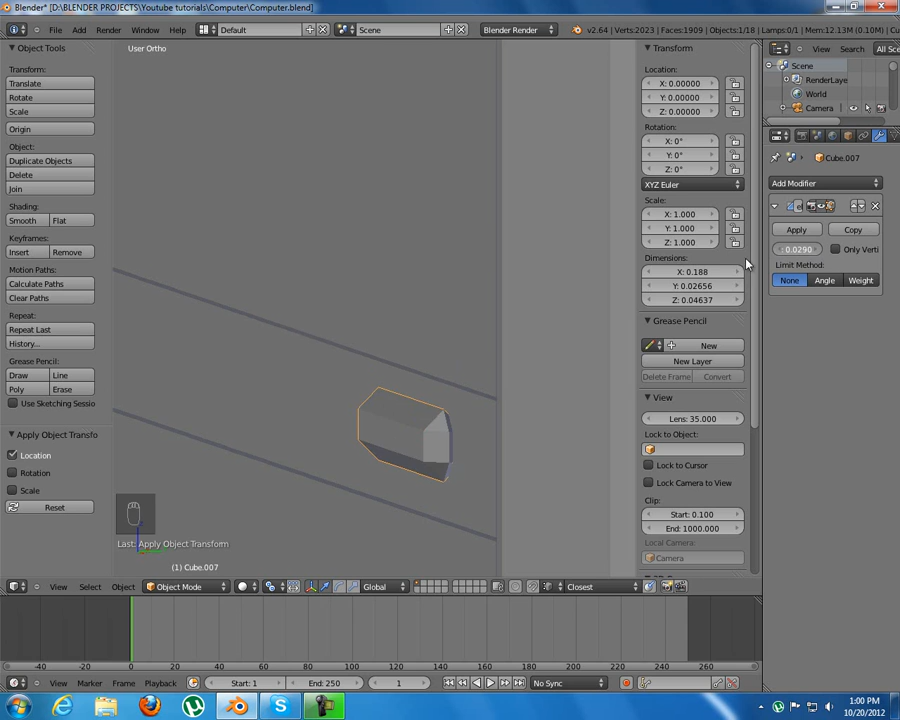 Blender* [D:\BLENDER PROJECTS\Youtube tutorials\Computer\Computer.blend]
File Add Render Window Help Default Scene Blender Render v2.64 | Verts:2023 | Faces:1909 | Objects:1/18 | Lamps:0/1 | Mem:12.13M (0.10M) | Cu
Object Tools
Transform:
Translate
Rotate
Scale
Origin
Object:
Duplicate Objects
Delete
Join
Shading:
Smooth Flat
Keyframes:
Insert Remove
Motion Paths:
Calculate Paths
Clear Paths
Repeat:
Repeat Last
History...
Grease Pencil:
Draw Line
Poly Erase
Use Sketching Sessio
Apply Object Transfo
Location
Rotation
Scale
Reset
User Ortho
Last: Apply Object Transform
(1) Cube.007
Transform
Location:
X: 0.00000
Y: 0.00000
Z: 0.00000
Rotation:
X: 0°
Y: 0°
Z: 0°
XYZ Euler
Scale:
X: 1.000
Y: 1.000
Z: 1.000
Dimensions:
X: 0.188
Y: 0.02656
Z: 0.04637
Grease Pencil
New
New Layer
Delete Frame Convert
View
Lens: 35.000
Lock to Object:
Lock to Cursor
Lock Camera to View
Clip:
Start: 0.100
End: 1000.000
Local Camera:
Camera
View Search All Sce
Scene
RenderLaye
World
Camera
Cube.007
Add Modifier
Apply Copy
0.0290 Only Verti
Limit Method:
None Angle Weight
View Select Object Object Mode Global Closest
-40 -20 0 20 40 60 80 100 120 140 160 180 200 220 240 260
View Marker Frame Playback Start: 1 End: 250 1 No Sync
1:00 PM
10/20/2012